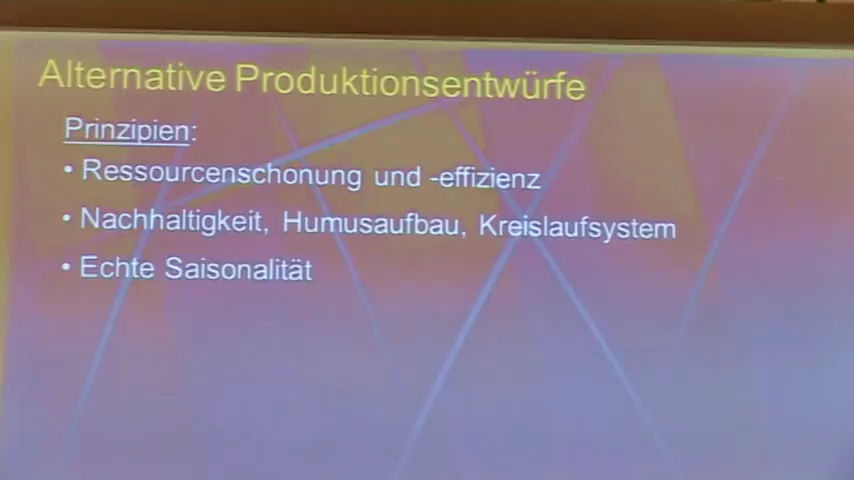 Alternative Produktionsentwürfe
Prinzipien:
• Ressourcenschonung und -effizienz
• Nachhaltigkeit, Humusaufbau, Kreislaufsystem
• Echte Saisonalität